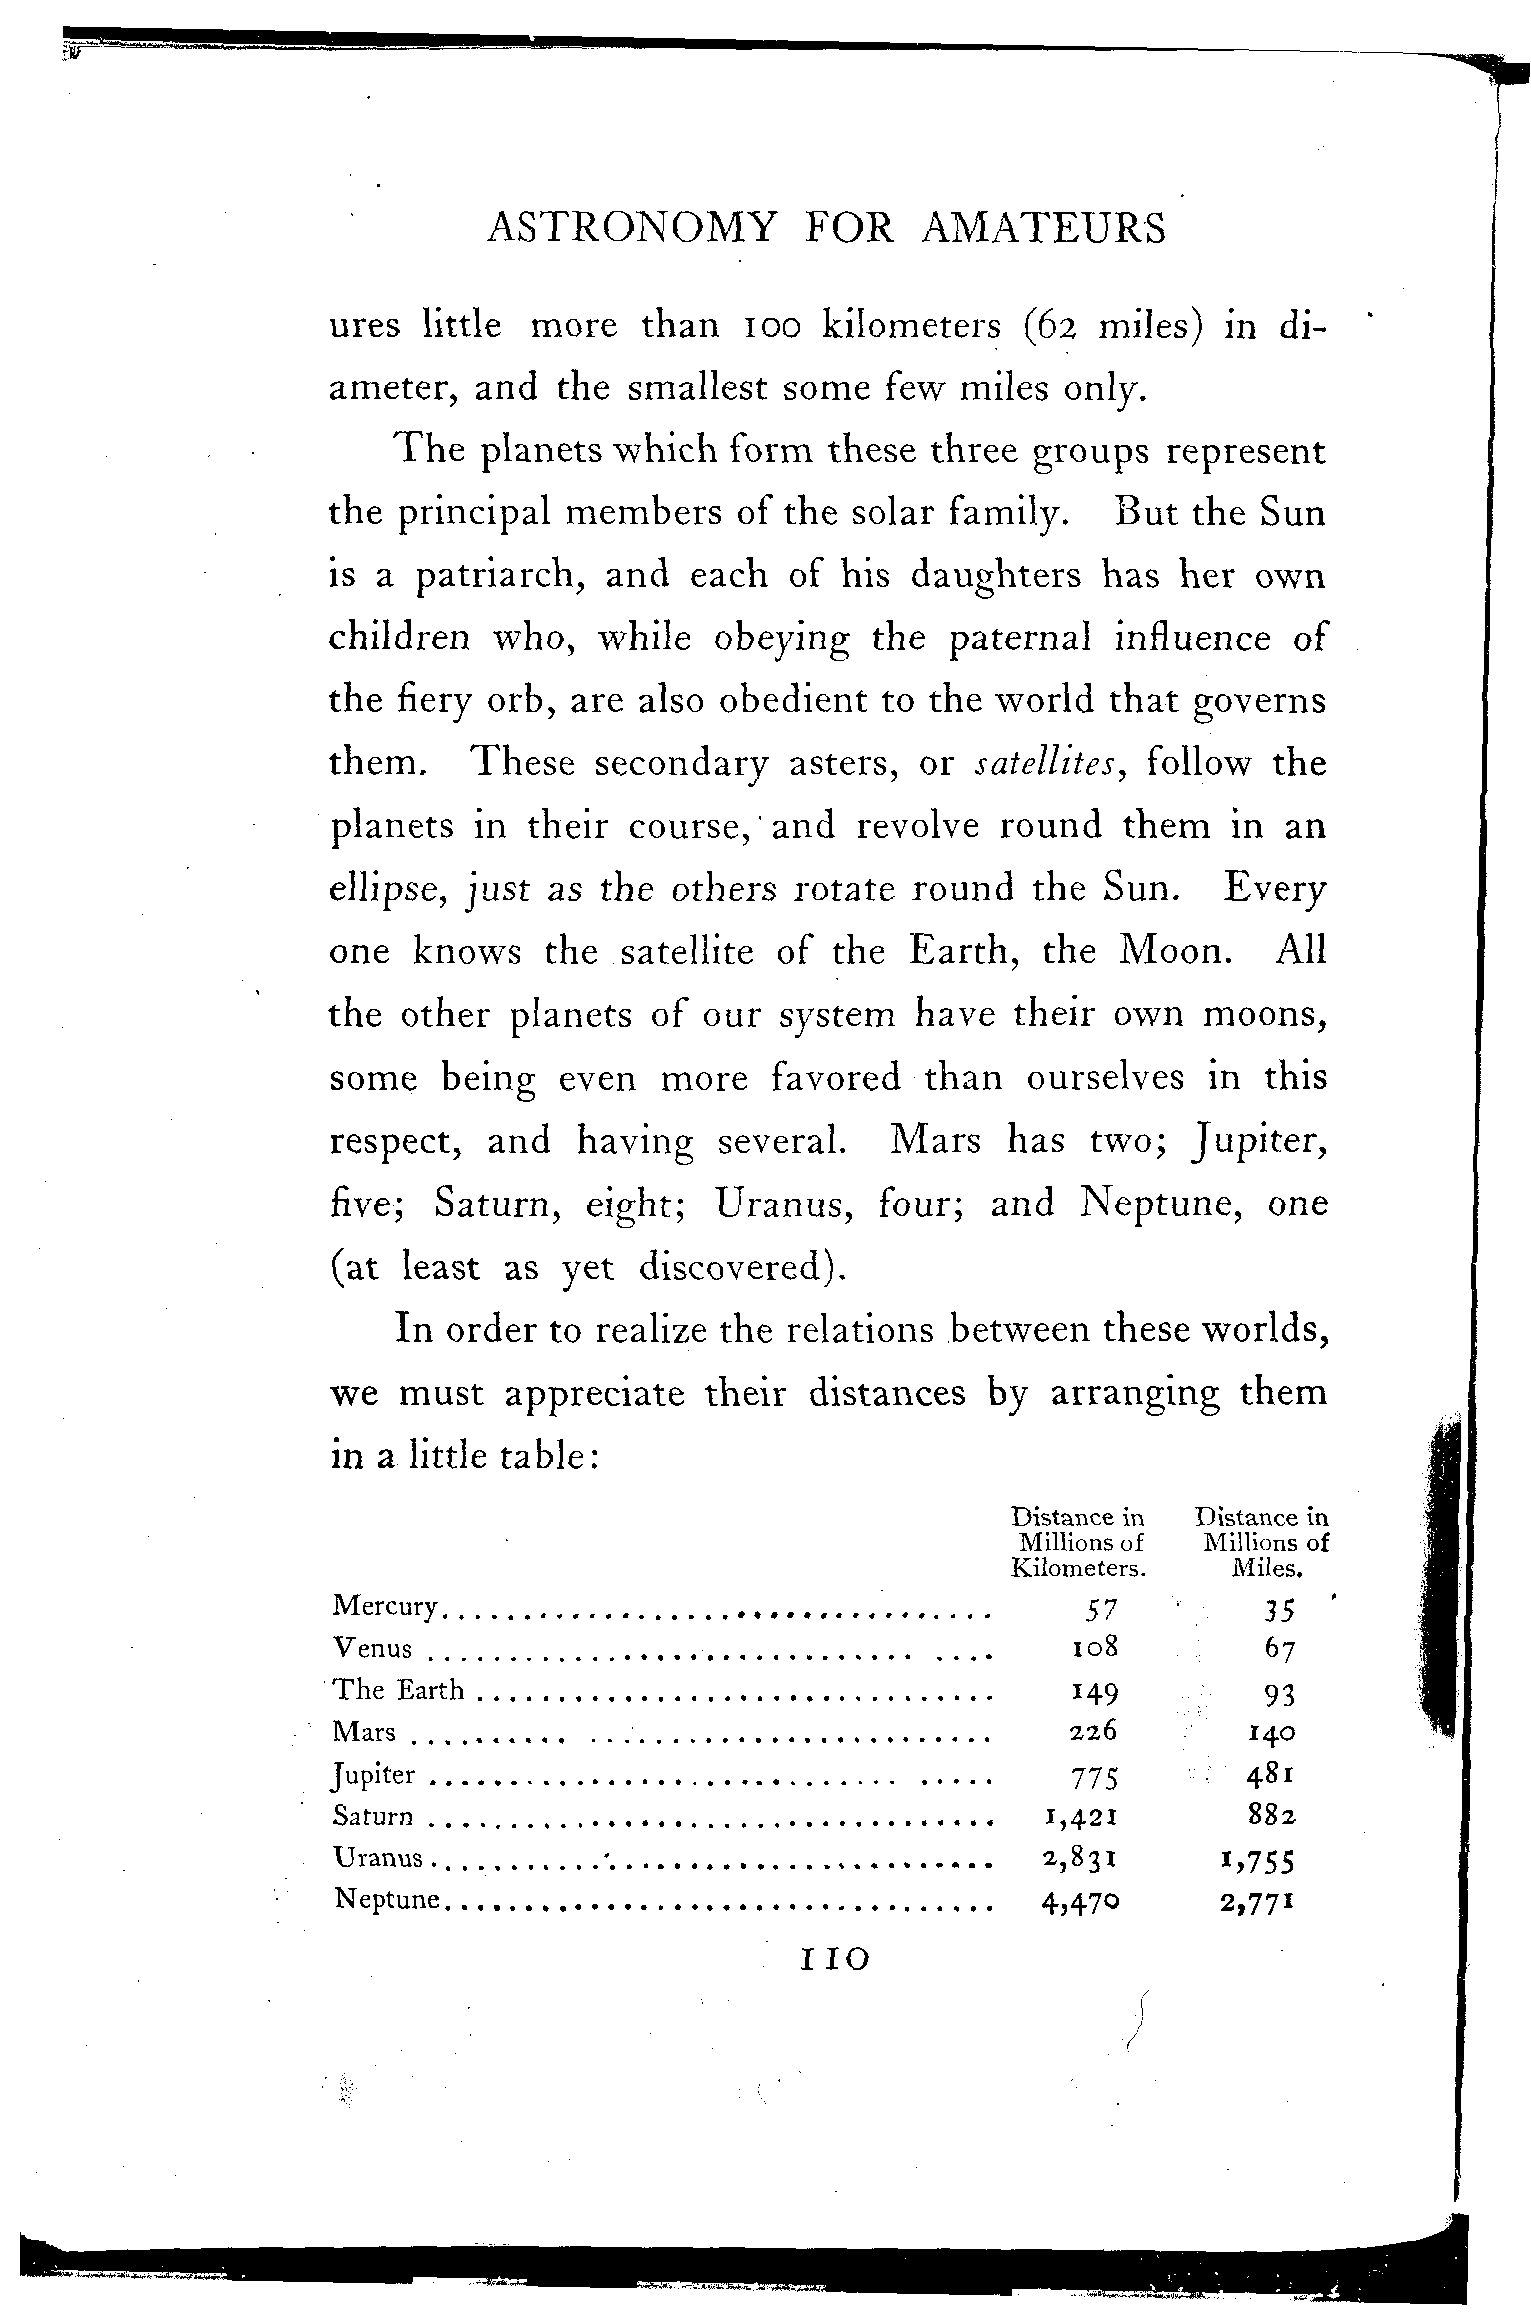 ASTRONOMY FOR AMATEURS
ures little more than 100 kilometers (62 miles) in di-
ameter, and the smallest some few miles only.
The planets which form these three groups represent
the principal members of the solar family. But the Sun
is a patriarch, and each of his daughters has her own
children who, while obeying the paternal influence of
the fiery orb, are also obedient to the world that governs
them. These secondary asters, or satellites, follow the
planets in their course, and revolve round them in an
ellipse, just as the others rotate round the Sun. Every
one knows the satellite of the Earth, the Moon. All
the other planets of our system have their own moons,
some being even more favored than ourselves in this
respect, and having several. Mars has two; Jupiter,
five; Saturn, eight; Uranus, four; and Neptune, one
(at least as yet discovered).
In order to realize the relations between these worlds,
we must appreciate their distances by arranging them
in a little table:
Distance in Distance in
Millions of Millions of
Kilometers. Miles.
Mercury.................................. 57 35
Venus .................................. 108 67
The Earth ................................ 149 93
Mars .................................. 226 140
Jupiter .................................. 775 481
Saturn .................................. 1,421 882
Uranus.................................. 2,831 1,755
Neptune.................................. 4,470 2,771
110